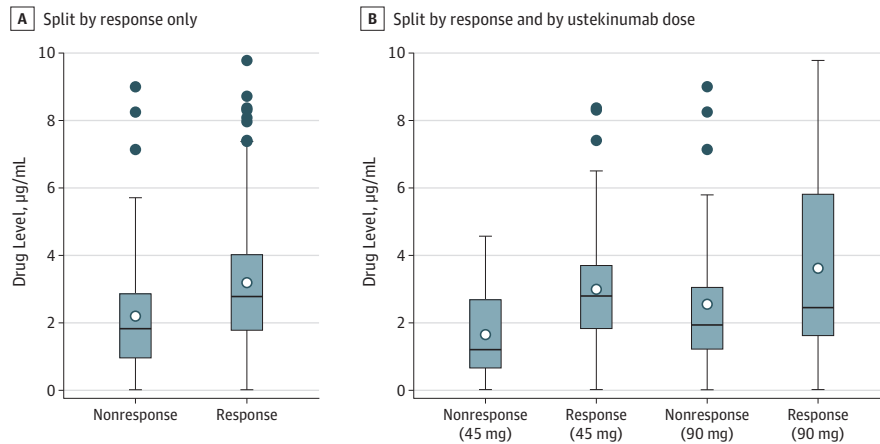 A Split by response only
10
8
6
4
2
0
Drug Level, µg/mL
Nonresponse
Response
B Split by response and by ustekinumab dose
10
8
6
4
2
0
Drug Level, µg/mL
Nonresponse
(45 mg)
Response
(45 mg)
Nonresponse
(90 mg)
Response
(90 mg)